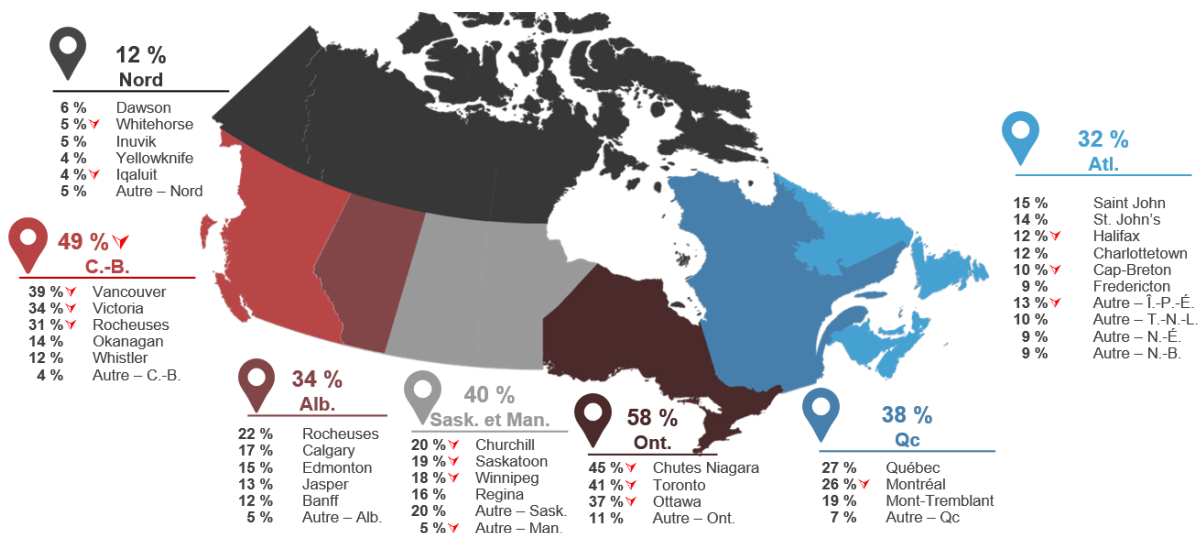 12 %
Nord
6 % Dawson
5 % Whitehorse
5 % Inuvik
4 % Yellowknife
4 % Iqaluit
5 % Autre – Nord
49 %
C.-B.
39 % Vancouver
34 % Victoria
31 % Rocheuses
14 % Okanagan
12 % Whistler
4 % Autre – C.-B.
34 %
Alb.
22 % Rocheuses
17 % Calgary
15 % Edmonton
13 % Jasper
12 % Banff
5 % Autre – Alb.
40 %
Sask. et Man.
20 % Churchill
19 % Saskatoon
18 % Winnipeg
16 % Regina
20 % Autre – Sask.
5 % Autre – Man.
58 %
Ont.
45 % Chutes Niagara
41 % Toronto
37 % Ottawa
11 % Autre – Ont.
38 %
Qc
27 % Québec
26 % Montréal
19 % Mont-Tremblant
7 % Autre – Qc
32 %
Atl.
15 % Saint John
14 % St. John's
12 % Halifax
12 % Charlottetown
10 % Cap-Breton
9 % Fredericton
13 % Autre – Î.-P.-É.
10 % Autre – T.-N.-L.
9 % Autre – N.-É.
9 % Autre – N.-B.